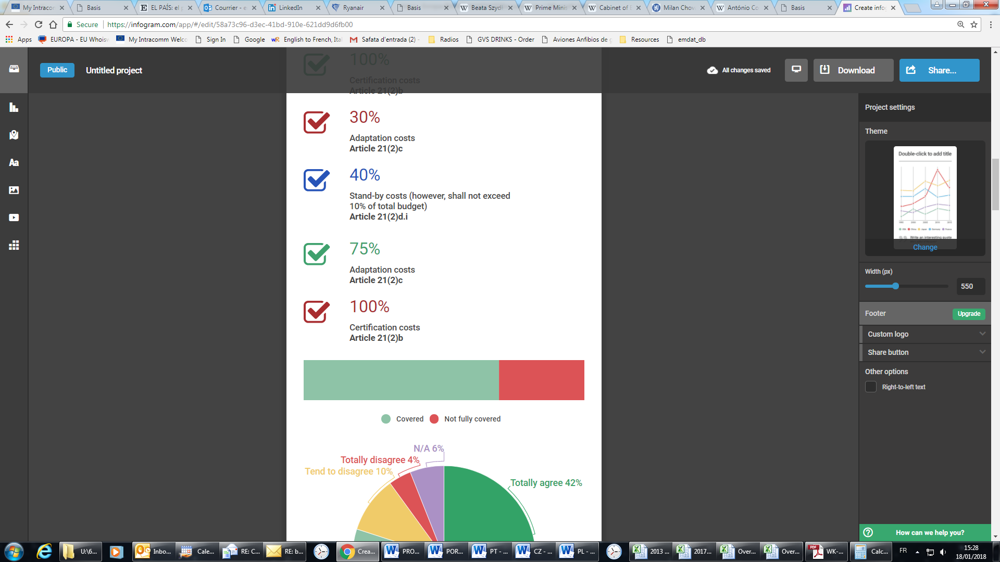 My Intracor
Basis
EL PAÍS: el p
Courrier - e
LinkedIn
Ryanair
Basis
Beata Szydł
Prime Minis
Cabinet of
Milan Chov
António Co
Basis
Create info
Secure
https://infogram.com/app/#/edit/58a73c96-d3ec-41bd-910e-621dd9d6fb00
Apps
EUROPA - EU Whoisw
My Intracomm Welco
Sign In
Google
English to French, Ital
Safata d'entrada (2) -
Radios
GVS DRINKS - Order
Aviones Anfibios de
Resources
emdat_db
Public
Untitled project
All changes saved
Download
Share...
100%
Certification costs
Article 21(2)b
30%
Adaptation costs
Article 21(2)c
40%
Stand-by costs (however, shall not exceed
10% of total budget)
Article 21(2)d.i
75%
Adaptation costs
Article 21(2)c
100%
Certification costs
Article 21(2)b
Covered
Not fully covered
N/A 6%
Totally disagree 4%
Tend to disagree 10%
Totally agree 42%
Aa
Project settings
Theme
Double-click to add title
Write an interesting quote
Change
Width (px)
550
Footer
Upgrade
Custom logo
Share button
Other options
Right-to-left text
How can we help you?
U:\6...
Inbo...
Cale...
RE: C...
RE: b...
Crea...
PRO...
POR...
PT - ...
CZ - ...
PL - ...
2013 ...
2017...
Over...
Over...
WK-...
Calc...
FR
15:28
18/01/2018